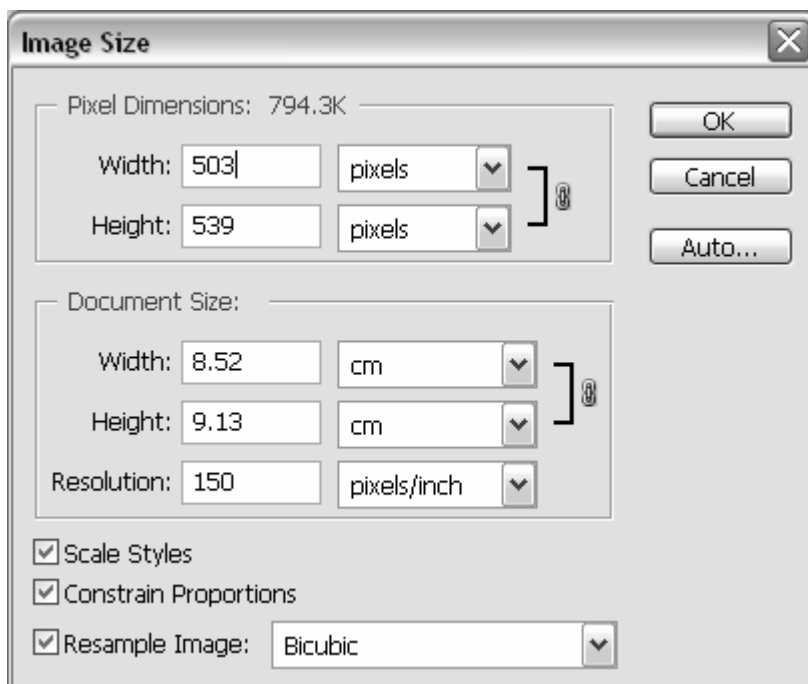 Image Size
Pixel Dimensions: 794.3K
OK
Width: 503 pixels
Cancel
Height: 539 pixels
Auto...
Document Size:
Width: 8.52 cm
Height: 9.13 cm
Resolution: 150 pixels/inch
Scale Styles
Constrain Proportions
Resample Image: Bicubic